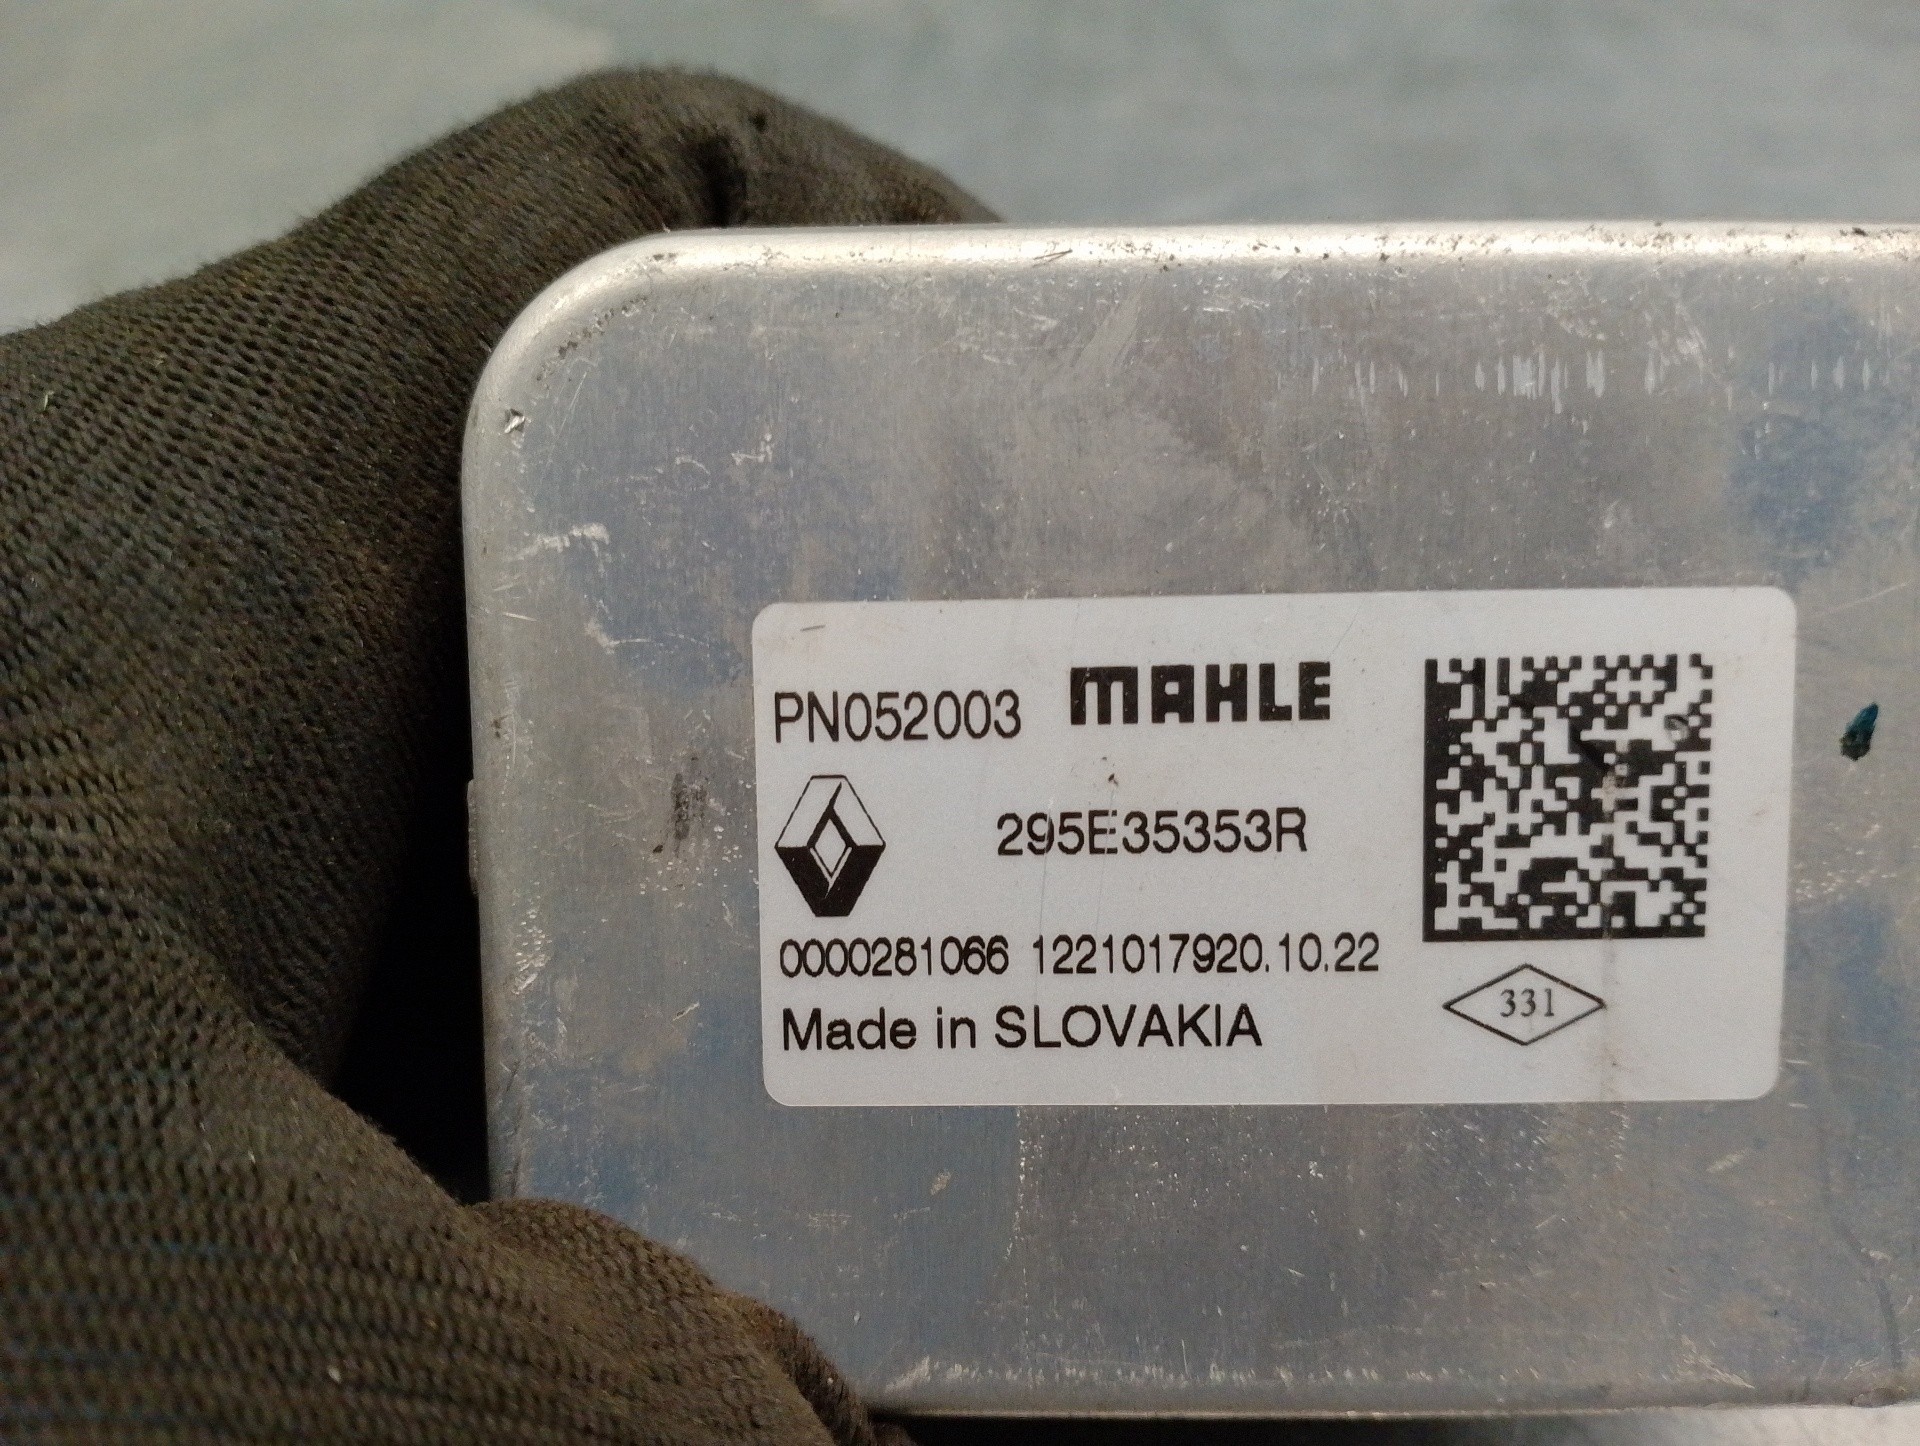 PN052003 MAHLE
295E35353R
0000281066 1221017920.10.22
Made in SLOVAKIA
331